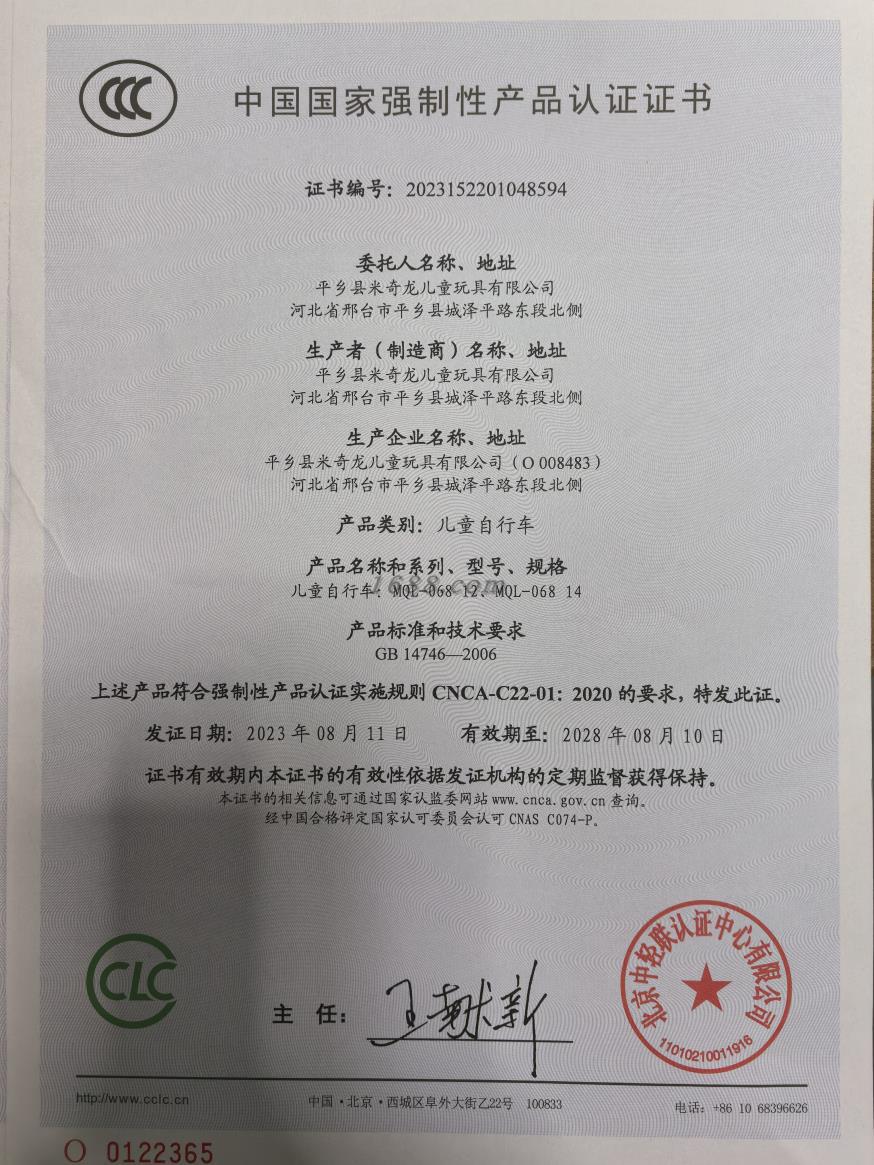 CCC
中国国家强制性产品认证证书
证书编号：2023152201048594
委托人名称、地址
平乡县米奇龙儿童玩具有限公司
河北省邢台市平乡县城泽平路东段北侧
生产者（制造商）名称、地址
平乡县米奇龙儿童玩具有限公司
河北省邢台市平乡县城泽平路东段北侧
生产企业名称、地址
平乡县米奇龙儿童玩具有限公司（O 008483）
河北省邢台市平乡县城泽平路东段北侧
产品类别：儿童自行车
产品名称和系列、型号、规格
儿童自行车：MQL-068 12、MQL-068 14
1688.com
产品标准和技术要求
GB 14746—2006
上述产品符合强制性产品认证实施规则 CNCA-C22-01：2020 的要求，特发此证。
发证日期：2023 年 08 月 11 日 有效期至：2028 年 08 月 10 日
证书有效期内本证书的有效性依据发证机构的定期监督获得保持。
本证书的相关信息可通过国家认监委网站 www.cnca.gov.cn 查询。
经中国合格评定国家认可委员会认可 CNAS C074-P。
CLC
主 任：
北京中轻联认证中心有限公司
11010210011916
http://www.cclc.cn 中国·北京·西城区阜外大街乙22号 100833 电话：+86 10 68396626
O 0122365